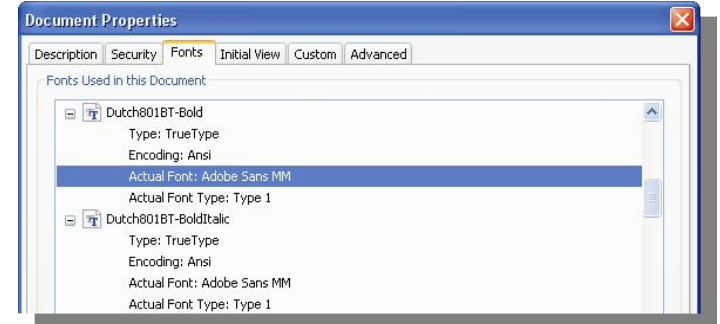 Document Properties
Description Security Fonts Initial View Custom Advanced
Fonts Used in this Document
Dutch801BT-Bold
Type: TrueType
Encoding: Ansi
Actual Font: Adobe Sans MM
Actual Font Type: Type 1
Dutch801BT-BoldItalic
Type: TrueType
Encoding: Ansi
Actual Font: Adobe Sans MM
Actual Font Type: Type 1